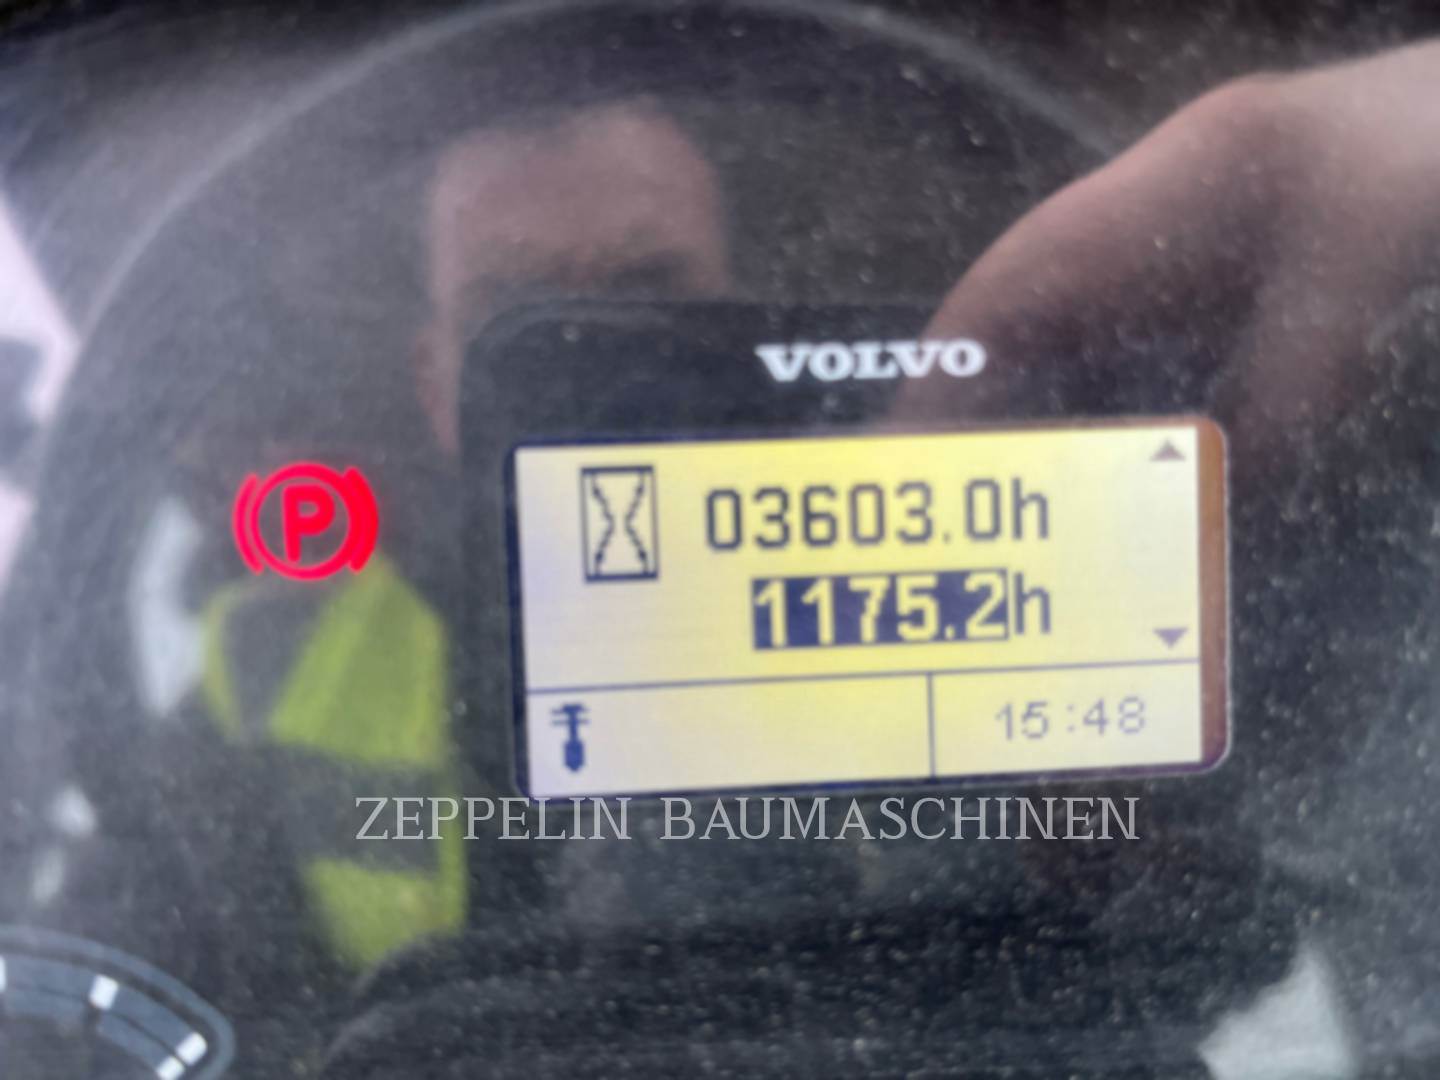 VOLVO
03603.0h
1175.2h
P
15:48
ZEPPELIN BAUMASCHINEN